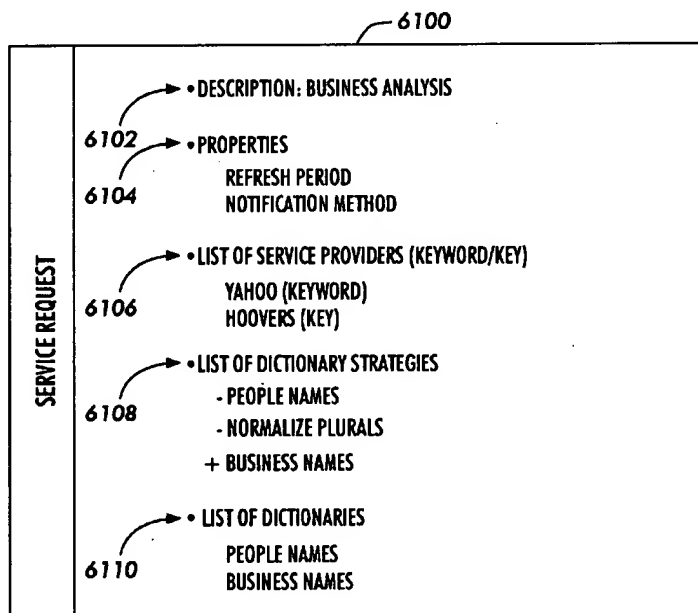 6100
SERVICE REQUEST
6102
• DESCRIPTION: BUSINESS ANALYSIS
6104
• PROPERTIES
REFRESH PERIOD
NOTIFICATION METHOD
6106
• LIST OF SERVICE PROVIDERS (KEYWORD/KEY)
YAHOO (KEYWORD)
HOOVERS (KEY)
6108
• LIST OF DICTIONARY STRATEGIES
- PEOPLE NAMES
- NORMALIZE PLURALS
+ BUSINESS NAMES
6110
• LIST OF DICTIONARIES
PEOPLE NAMES
BUSINESS NAMES